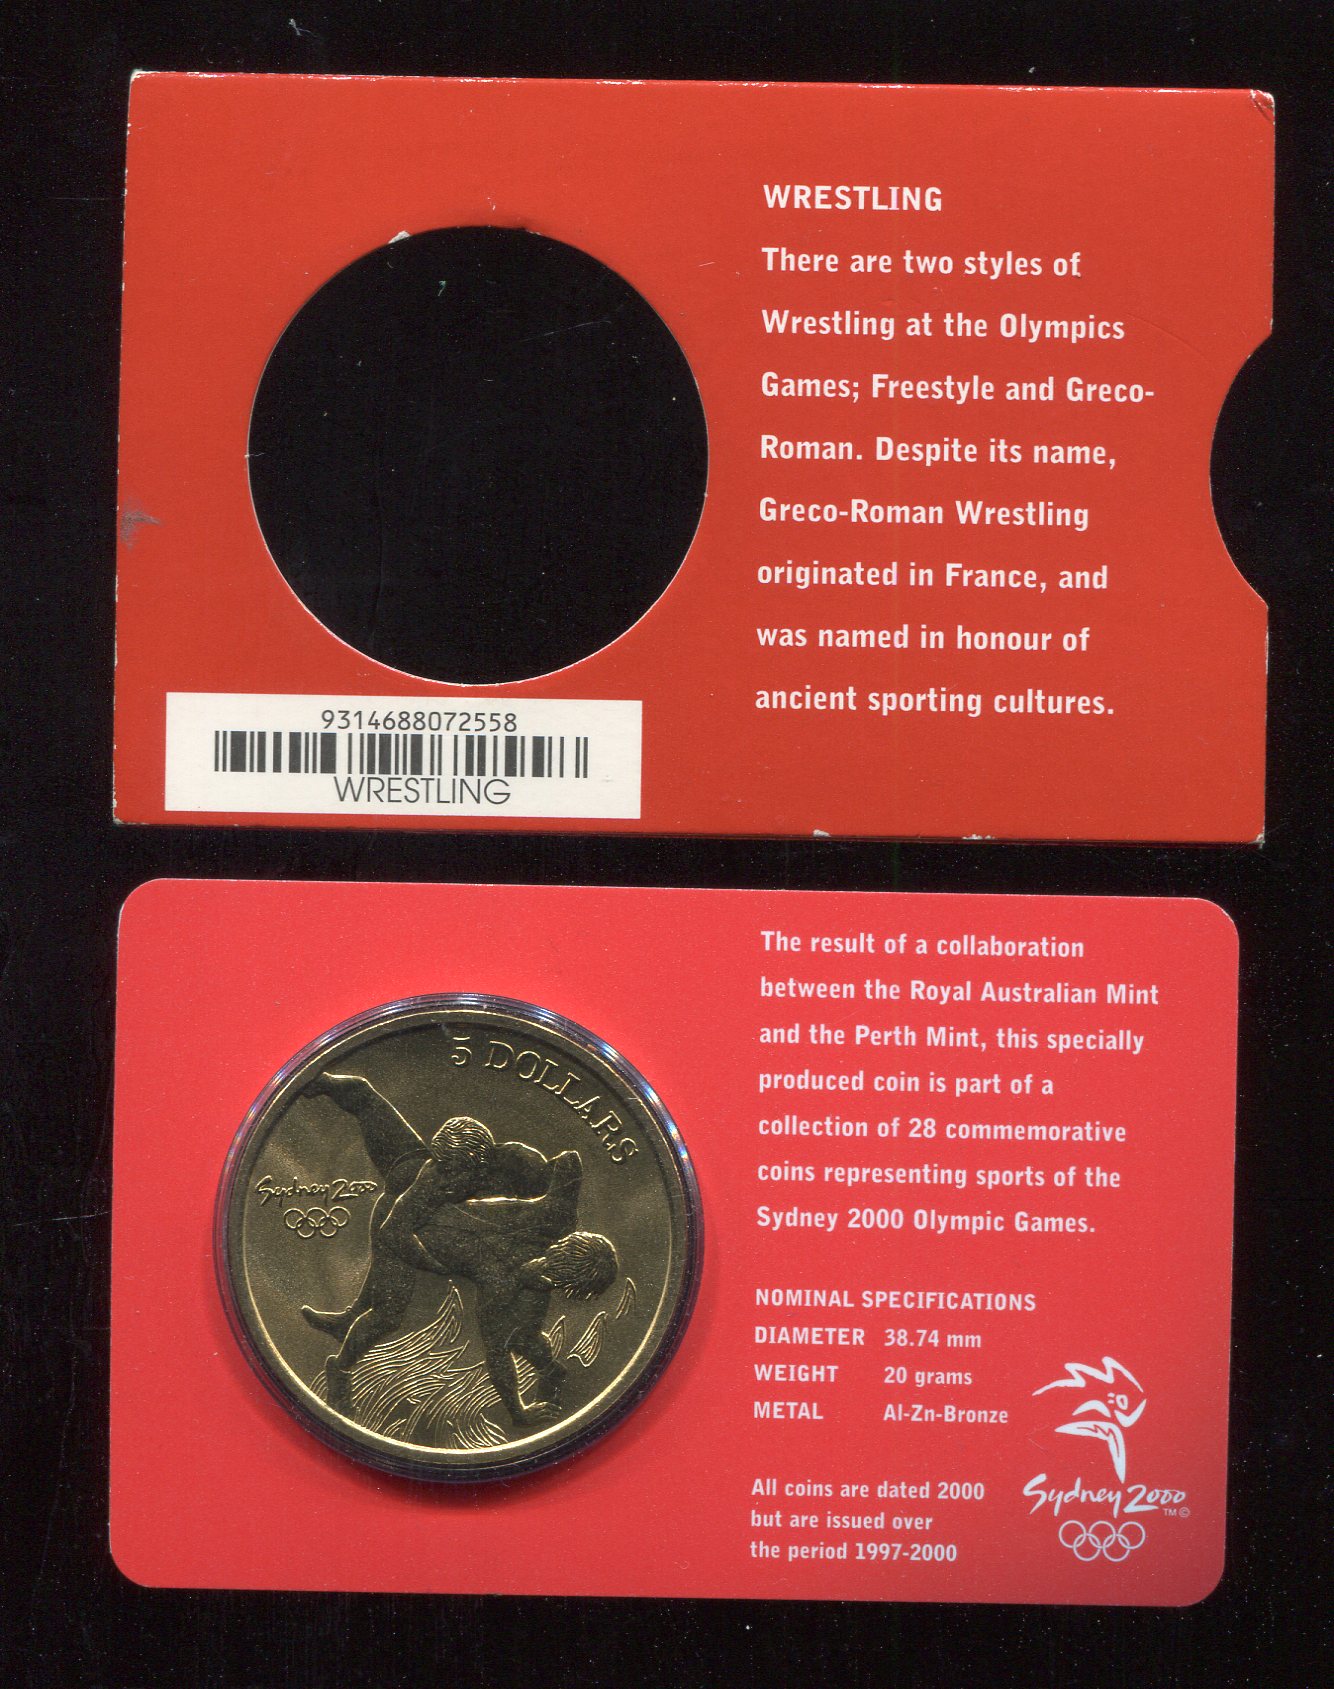 WRESTLING
There are two styles of
Wrestling at the Olympics
Games; Freestyle and Greco-
Roman. Despite its name,
Greco-Roman Wrestling
originated in France, and
was named in honour of
ancient sporting cultures.
9314688072558
WRESTLING
The result of a collaboration
between the Royal Australian Mint
and the Perth Mint, this specially
produced coin is part of a
collection of 28 commemorative
coins representing sports of the
Sydney 2000 Olympic Games.
5 DOLLARS
Sydney 2000
NOMINAL SPECIFICATIONS
DIAMETER 38.74 mm
WEIGHT 20 grams
METAL Al-Zn-Bronze
All coins are dated 2000
but are issued over
the period 1997-2000
Sydney 2000
TM ©